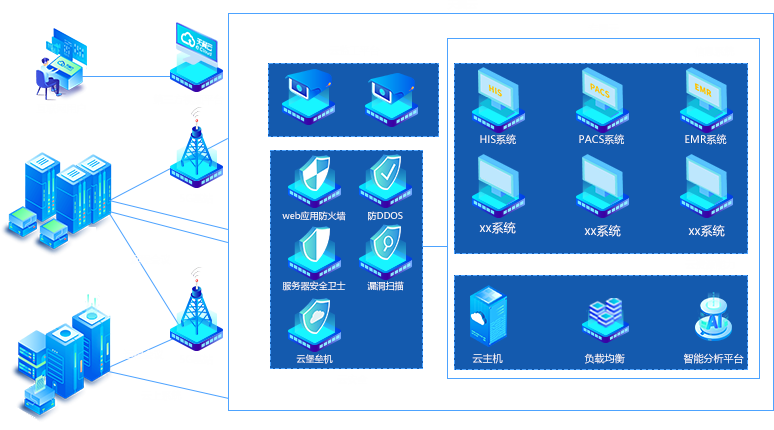 天翼云
e Cloud
HIS
PACS
EMR
HIS系统
PACS系统
EMR系统
xx系统
xx系统
xx系统
web应用防火墙
防DDOS
服务器安全卫士
漏洞扫描
云堡垒机
云主机
负载均衡
智能分析平台